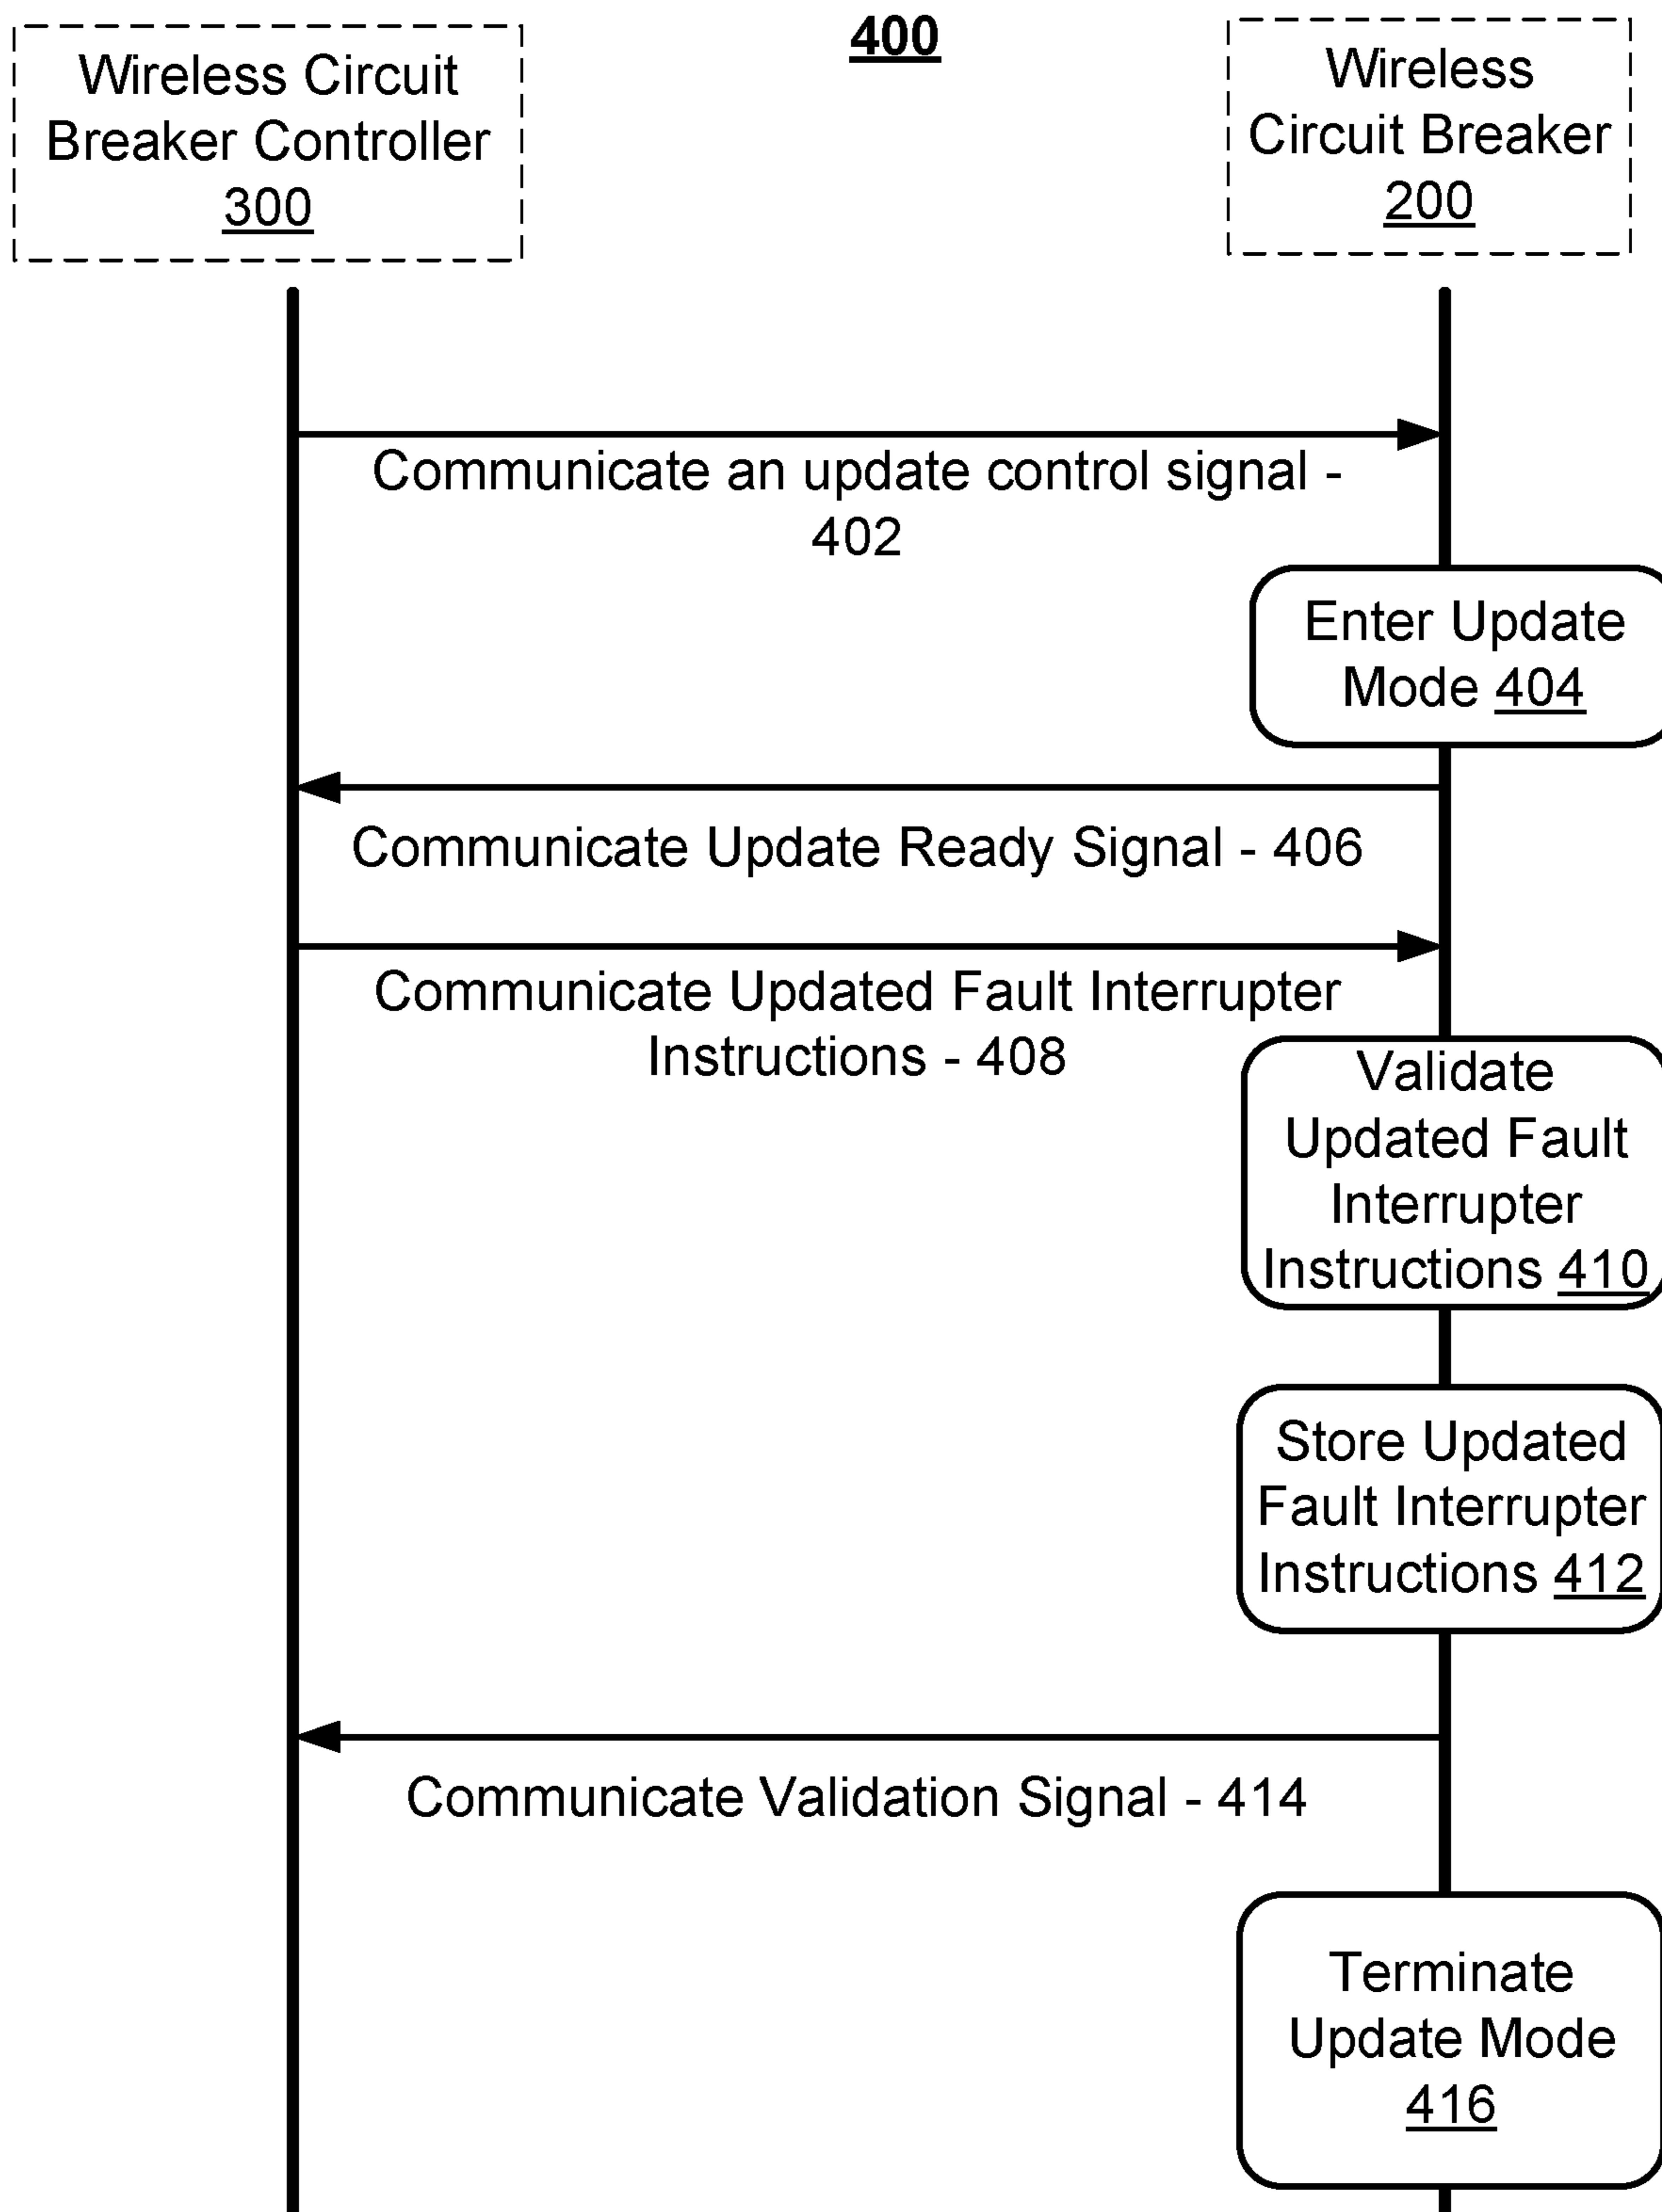 400
Wireless Circuit
Breaker Controller
300
Wireless
Circuit Breaker
200
Communicate an update control signal -
402
Enter Update
Mode 404
Communicate Update Ready Signal - 406
Communicate Updated Fault Interrupter
Instructions - 408
Validate
Updated Fault
Interrupter
Instructions 410
Store Updated
Fault Interrupter
Instructions 412
Communicate Validation Signal - 414
Terminate
Update Mode
416